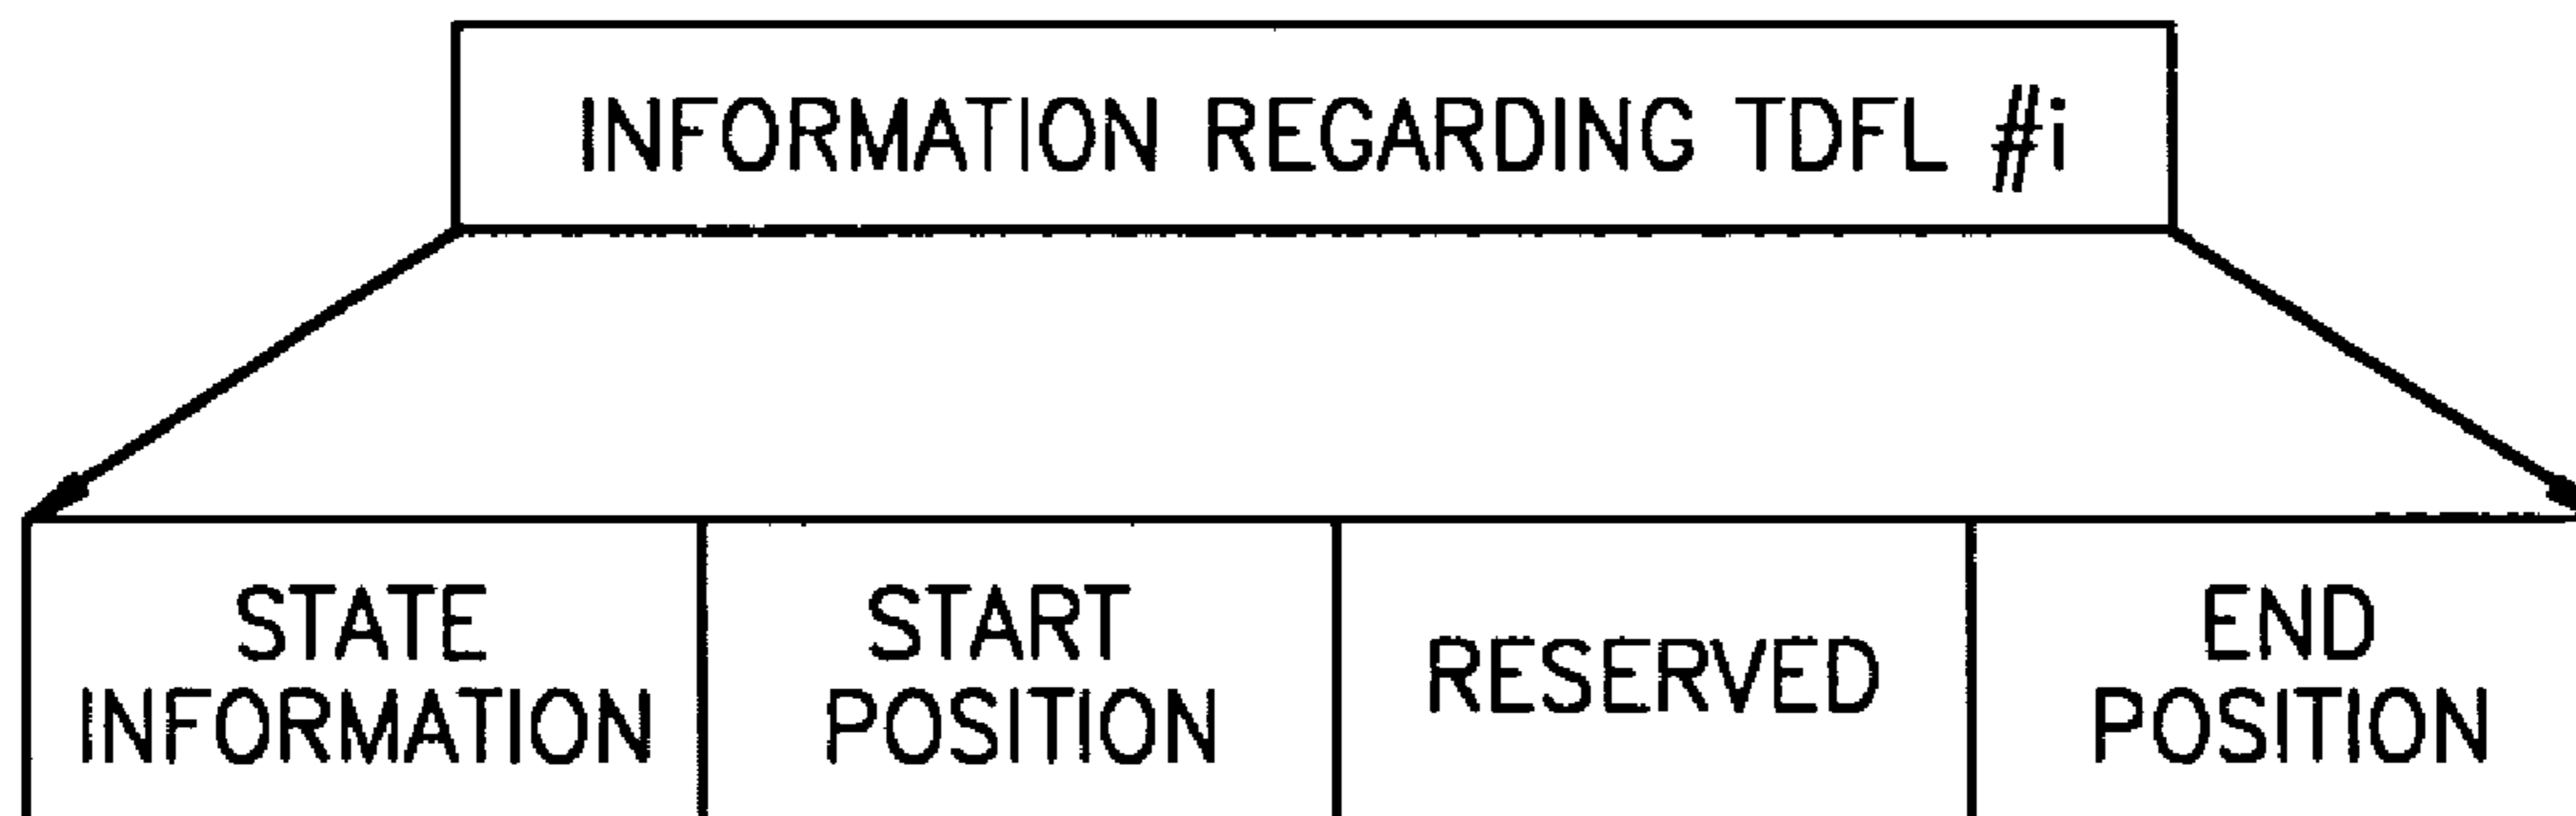 INFORMATION REGARDING TDFL #i
STATE
INFORMATION
START
POSITION
RESERVED
END
POSITION